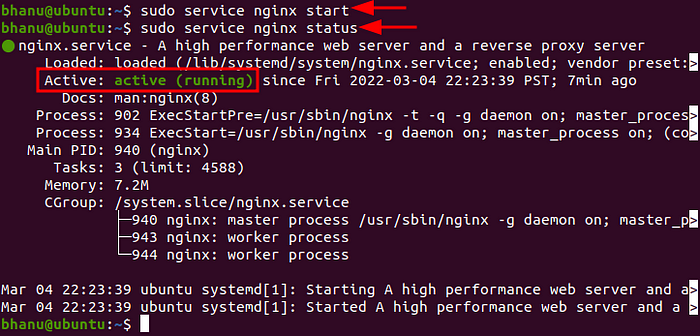 bhanu@ubuntu:~$ sudo service nginx start
bhanu@ubuntu:~$ sudo service nginx status
● nginx.service - A high performance web server and a reverse proxy server
     Loaded: loaded (/lib/systemd/system/nginx.service; enabled; vendor preset:>
     Active: active (running) since Fri 2022-03-04 22:23:39 PST; 7min ago
       Docs: man:nginx(8)
    Process: 902 ExecStartPre=/usr/sbin/nginx -t -q -g daemon on; master_proces>
    Process: 934 ExecStart=/usr/sbin/nginx -g daemon on; master_process on; (co>
   Main PID: 940 (nginx)
      Tasks: 3 (limit: 4588)
     Memory: 7.2M
     CGroup: /system.slice/nginx.service
             ├─940 nginx: master process /usr/sbin/nginx -g daemon on; master_p>
             ├─943 nginx: worker process
             └─944 nginx: worker process

Mar 04 22:23:39 ubuntu systemd[1]: Starting A high performance web server and a>
Mar 04 22:23:39 ubuntu systemd[1]: Started A high performance web server and a >
bhanu@ubuntu:~$